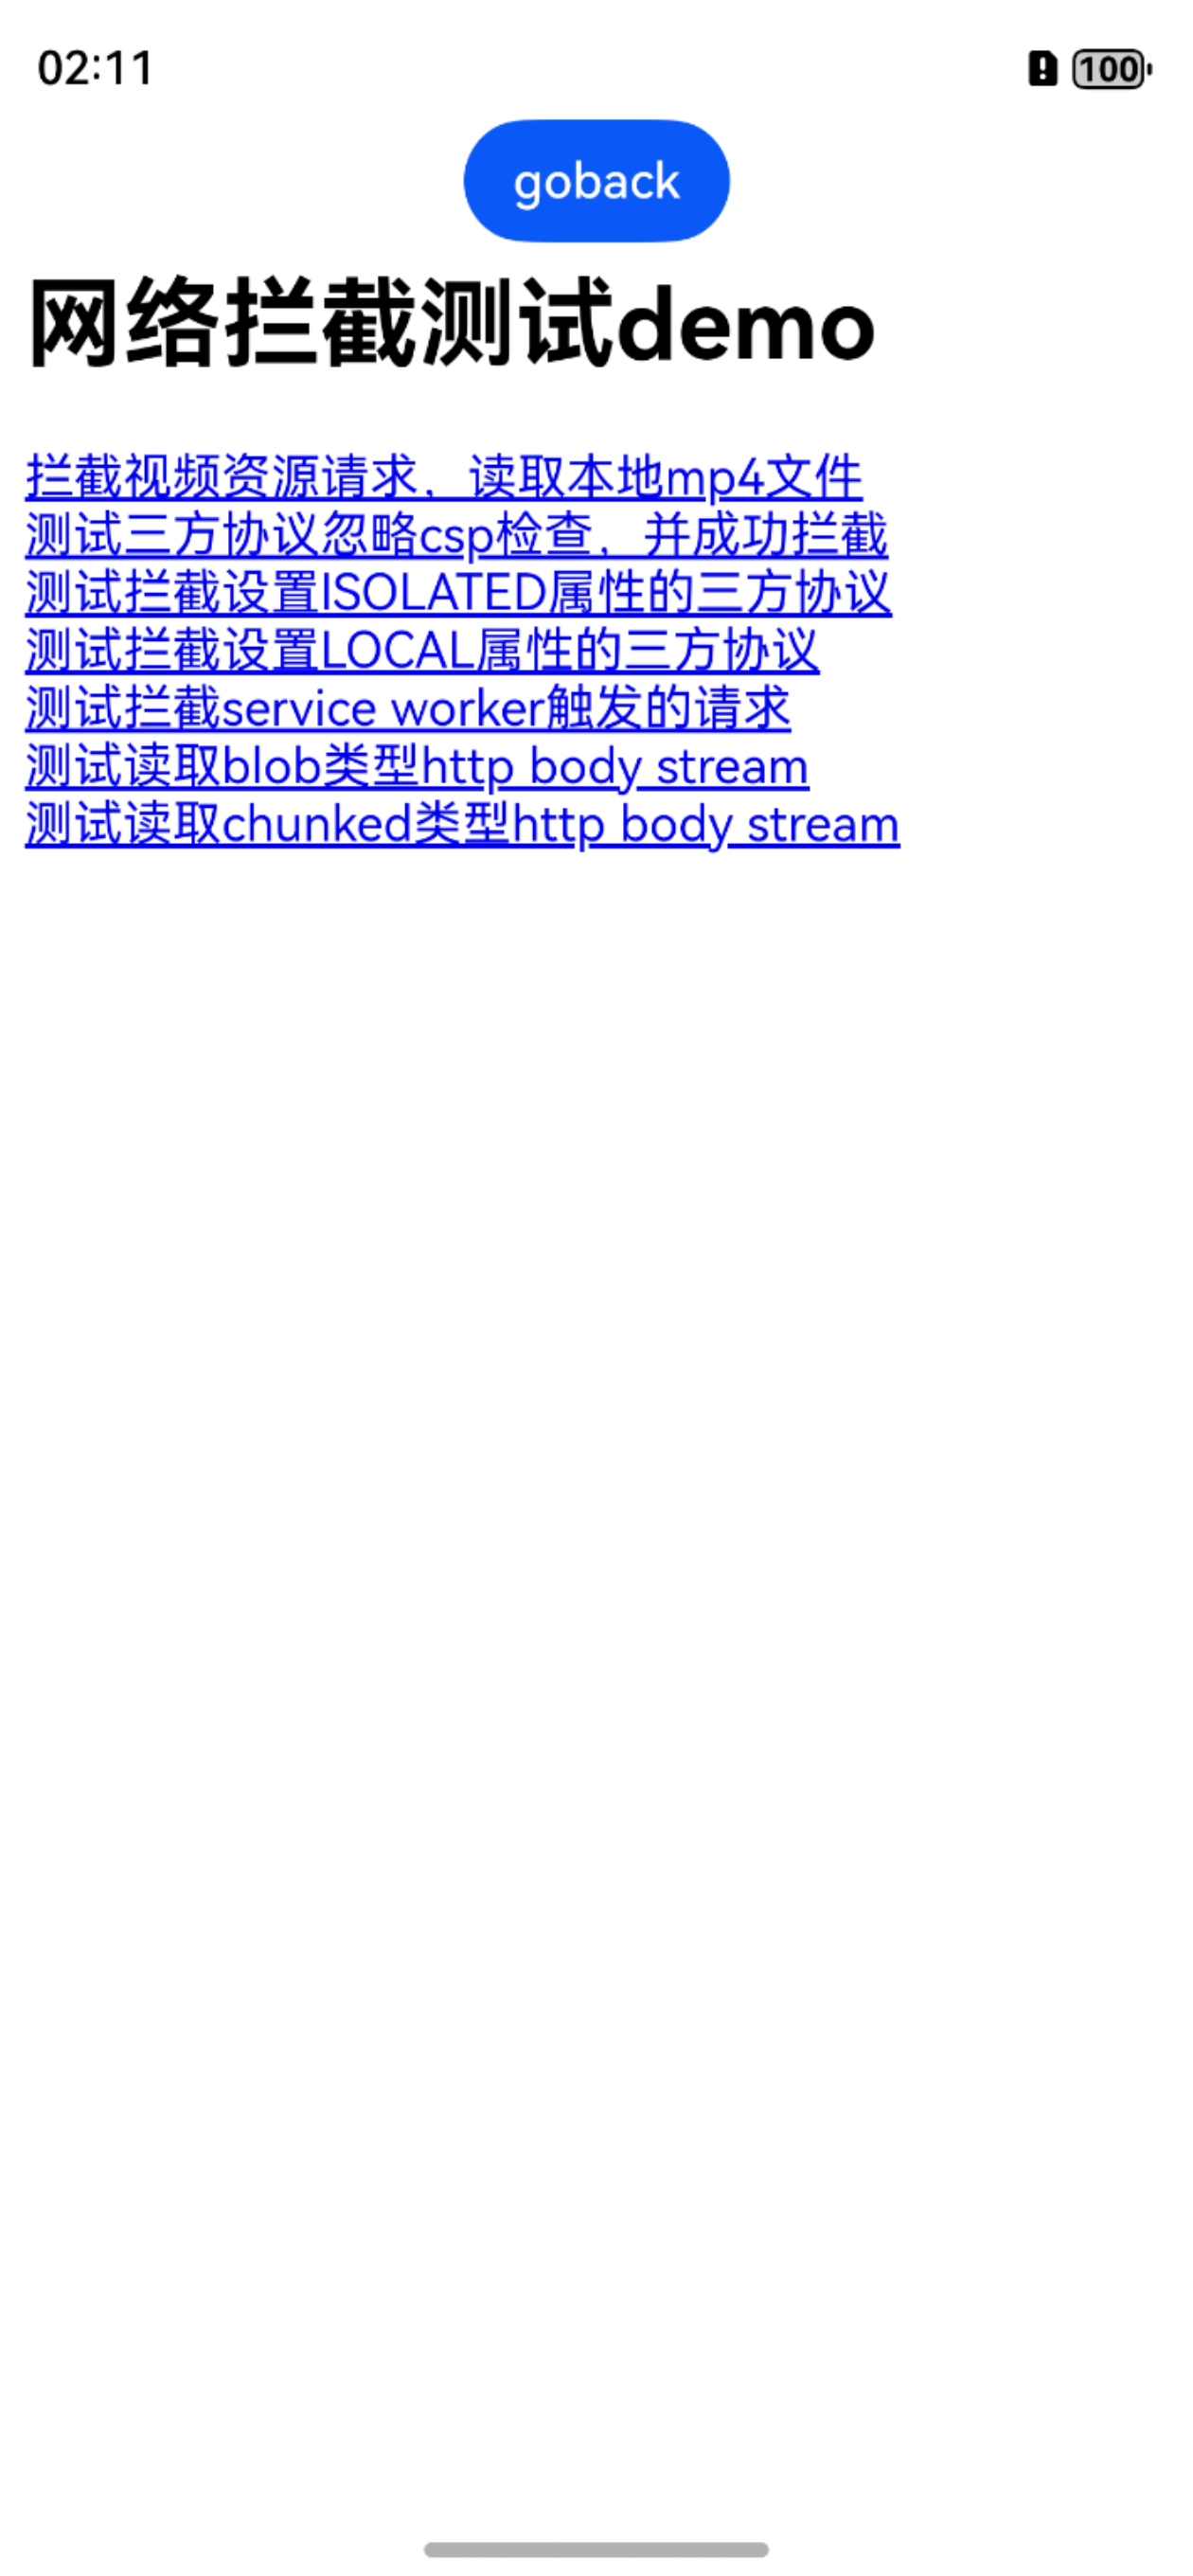 02:11
100
goback
网络拦截测试demo
拦截视频资源请求，读取本地mp4文件
测试三方协议忽略csp检查，并成功拦截
测试拦截设置ISOLATED属性的三方协议
测试拦截设置LOCAL属性的三方协议
测试拦截service worker触发的请求
测试读取blob类型http body stream
测试读取chunked类型http body stream